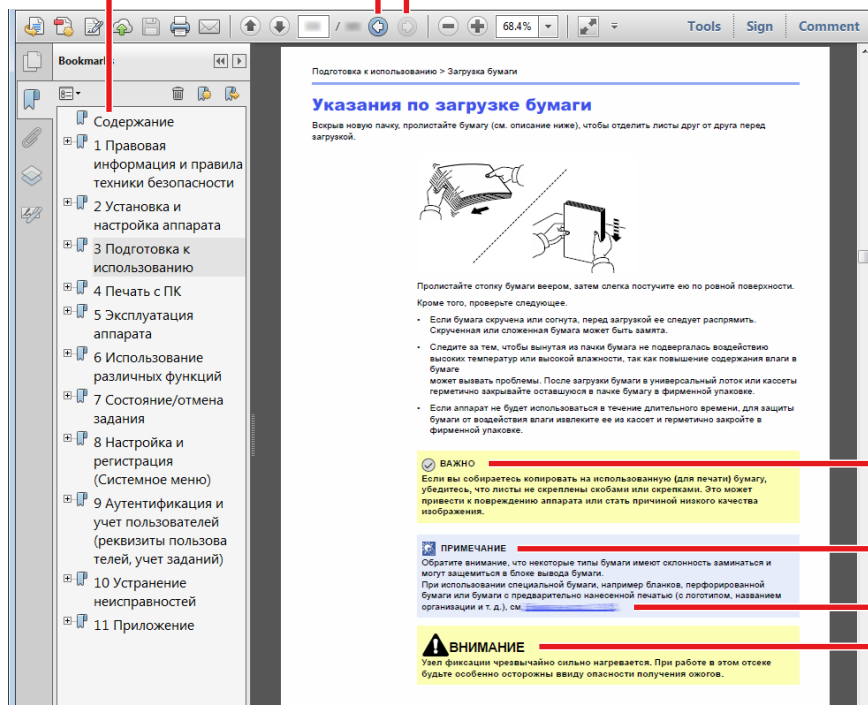 /
68.4%
Tools
Sign
Comment
Bookmar
Содержание
1 Правовая
информация и правила
техники безопасности
2 Установка и
настройка аппарата
3 Подготовка к
использованию
4 Печать с ПК
5 Эксплуатация
аппарата
6 Использование
различных функций
7 Состояние/отмена
задания
8 Настройка и
регистрация
(Системное меню)
9 Аутентификация и
учет пользователей
(реквизиты пользова
телей, учет заданий)
10 Устранение
неисправностей
11 Приложение
Подготовка к использованию > Загрузка бумаги
Указания по загрузке бумаги
Вскрыв новую пачку, пролистайте бумагу (см. описание ниже), чтобы отделить листы друг от друга перед
загрузкой.
Пролистайте стопку бумаги веером, затем слегка постучите ею по ровной поверхности.
Кроме того, проверьте следующее.
• Если бумага скручена или согнута, перед загрузкой ее следует распрямить.
Скрученная или сложенная бумага может быть замята.
• Следите за тем, чтобы вынутая из пачки бумага не подвергалась воздействию
высоких температур или высокой влажности, так как повышение содержания влаги в
бумаге
может вызвать проблемы. После загрузки бумаги в универсальный лоток или кассеты
герметично закрывайте оставшуюся в пачке бумагу в фирменной упаковке.
• Если аппарат не будет использоваться в течение длительного времени, для защиты
бумаги от воздействия влаги извлеките ее из кассет и герметично закройте в
фирменной упаковке.
ВАЖНО
Если вы собираетесь копировать на использованную (для печати) бумагу,
убедитесь, что листы не скреплены скобами или скрепками. Это может
привести к повреждению аппарата или стать причиной низкого качества
изображения.
ПРИМЕЧАНИЕ
Обратите внимание, что некоторые типы бумаги имеют склонность заминаться и
могут защемиться в блоке вывода бумаги.
При использовании специальной бумаги, например бланков, перфорированной
бумаги или бумаги с предварительно нанесенной печатью (с логотипом, названием
организации и т. д.), см.
ВНИМАНИЕ
Узел фиксации чрезвычайно сильно нагревается. При работе в этом отсеке
будьте особенно осторожны ввиду опасности получения ожогов.